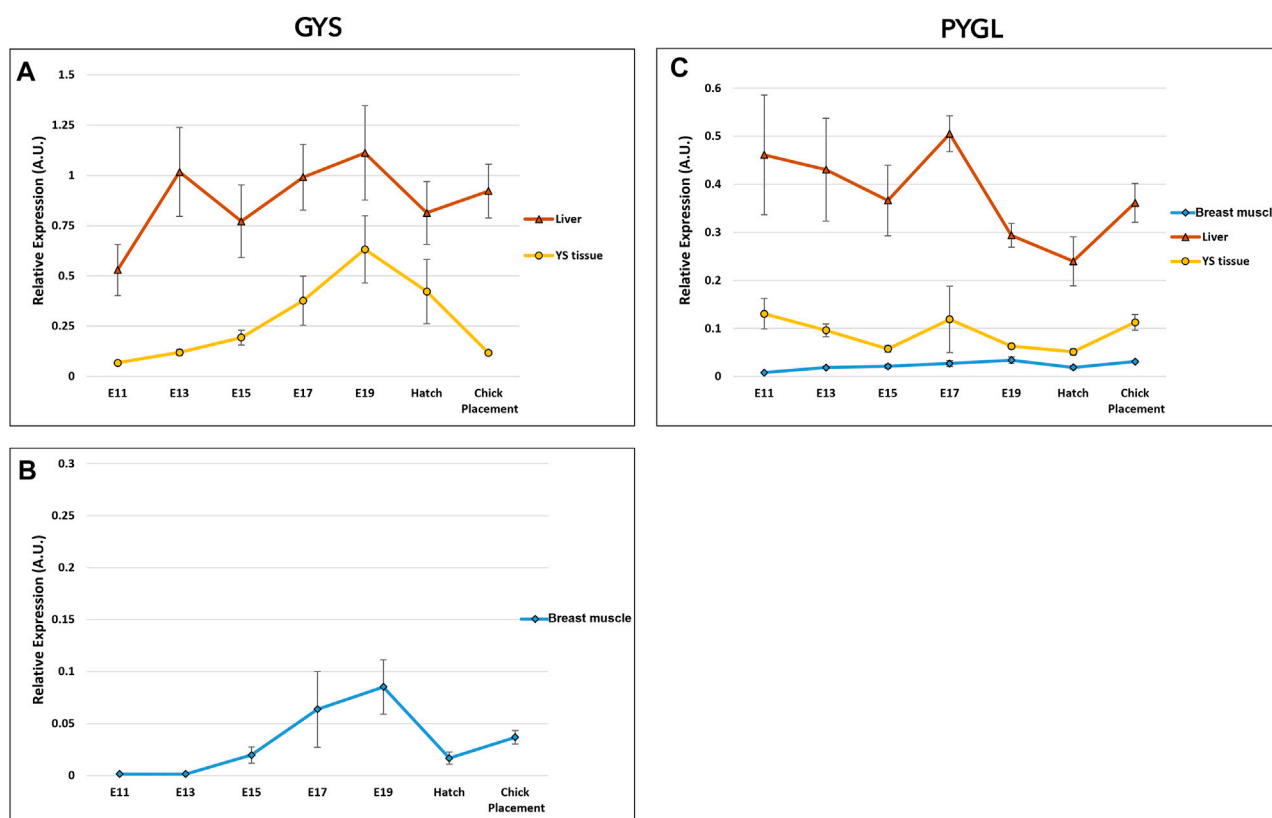 GYS
A
Relative Expression (A.U.)
1.5
1.25
1
0.75
0.5
0.25
0
E11 E13 E15 E17 E19 Hatch Chick
Placement
Liver
YS tissue
B
Relative Expression (A.U.)
0.3
0.25
0.2
0.15
0.1
0.05
0
E11 E13 E15 E17 E19 Hatch Chick
Placement
Breast muscle
PYGL
C
Relative Expression (A.U.)
0.6
0.5
0.4
0.3
0.2
0.1
0
E11 E13 E15 E17 E19 Hatch Chick
Placement
Breast muscle
Liver
YS tissue